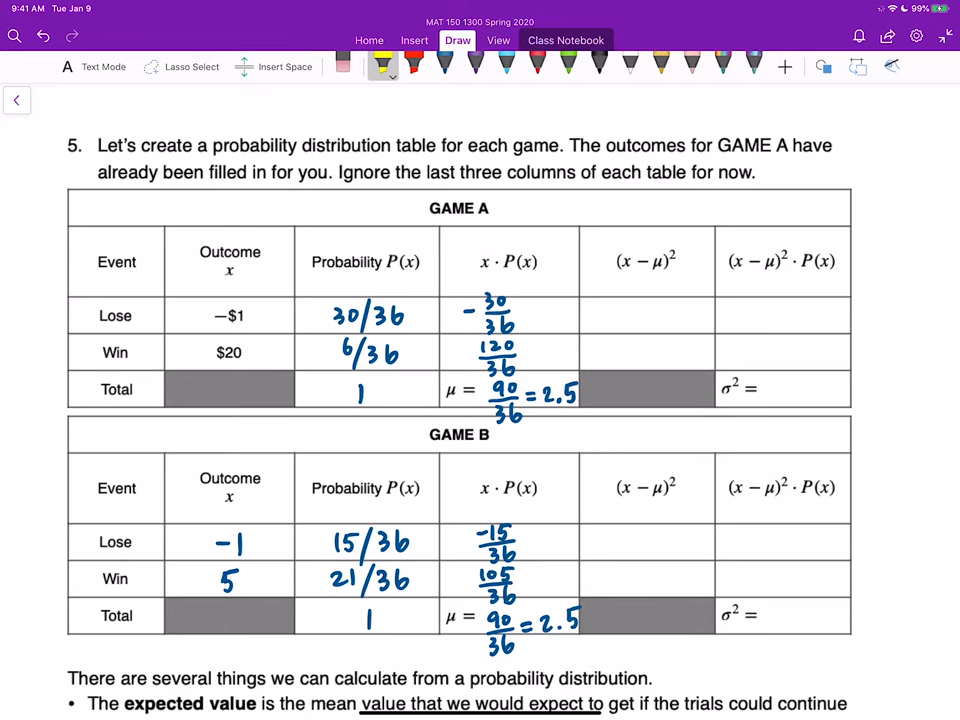 9:41 AM Tue Jan 9
99%
MAT 150 1300 Spring 2020
Home Insert Draw View Class Notebook
A Text Mode Lasso Select Insert Space
5. Let's create a probability distribution table for each game. The outcomes for GAME A have
already been filled in for you. Ignore the last three columns of each table for now.
GAME A
Event Outcome x Probability P(x) x · P(x) (x − μ)² (x − μ)² · P(x)
Lose −$1 30/36 -30/36
Win $20 6/36 120/36
Total 1 μ = 90/36 = 2.5 σ² =
GAME B
Event Outcome x Probability P(x) x · P(x) (x − μ)² (x − μ)² · P(x)
Lose -1 15/36 -15/36
Win 5 21/36 105/36
Total 1 μ = 90/36 = 2.5 σ² =
There are several things we can calculate from a probability distribution.
• The expected value is the mean value that we would expect to get if the trials could continue